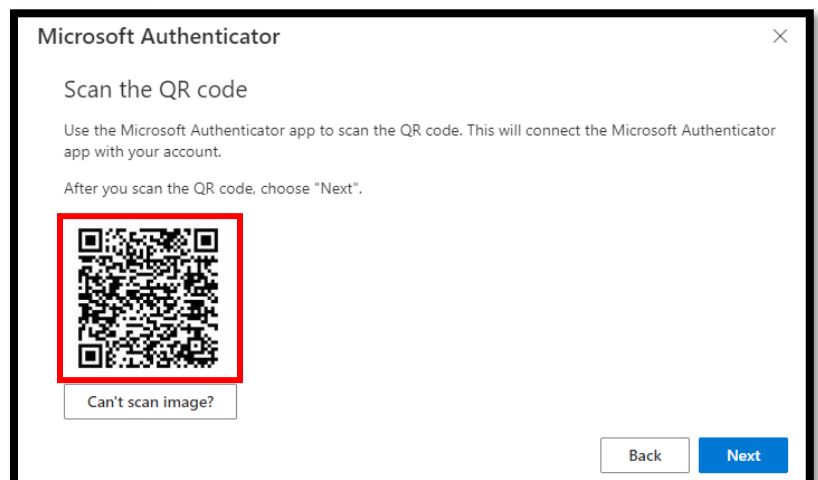 Microsoft Authenticator
Scan the QR code
Use the Microsoft Authenticator app to scan the QR code. This will connect the Microsoft Authenticator
app with your account.
After you scan the QR code, choose "Next".
Can't scan image?
Back
Next